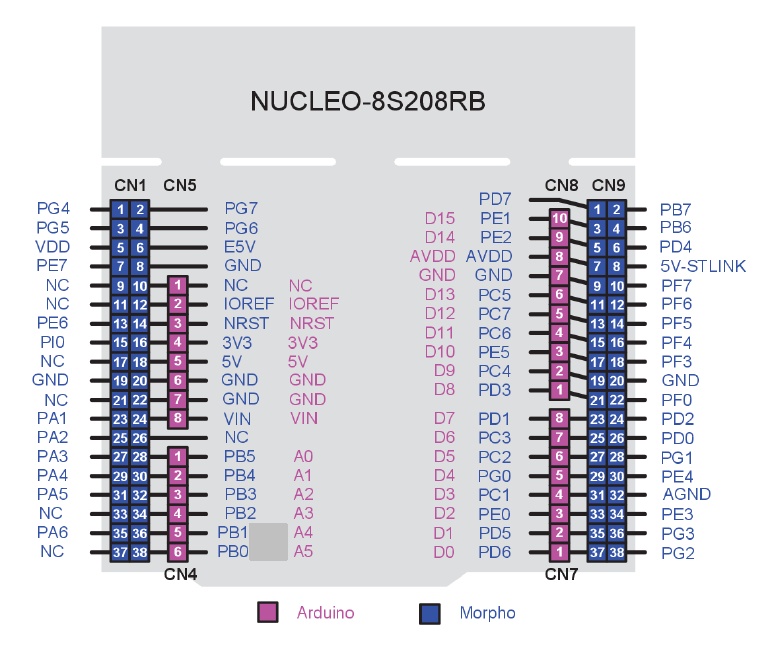 NUCLEO-8S208RB
CN1 CN5 CN8 CN9
PD7
PG4 1 2 PG7 1 2 PB7
D15 PE1 10
PG5 3 4 PG6 3 4 PB6
D14 PE2 9
VDD 5 6 E5V 5 6 PD4
AVDD AVDD 8
PE7 7 8 GND 7 8 5V-STLINK
GND GND 7
NC 9 10 1 NC NC 9 10 PF7
D13 PC5 6
NC 11 12 2 IOREF IOREF 11 12 PF6
D12 PC7 5
PE6 13 14 3 NRST NRST 13 14 PF5
D11 PC6 4
PI0 15 16 4 3V3 3V3 15 16 PF4
D10 PE5 3
NC 17 18 5 5V 5V 17 18 PF3
D9 PC4 2
GND 19 20 6 GND GND 19 20 GND
D8 PD3 1
NC 21 22 7 GND GND 21 22 PF0
PA1 23 24 8 VIN VIN D7 PD1 8 23 24 PD2
PA2 25 26 NC D6 PC3 7 25 26 PD0
PA3 27 28 1 PB5 A0 D5 PC2 6 27 28 PG1
PA4 29 30 2 PB4 A1 D4 PG0 5 29 30 PE4
PA5 31 32 3 PB3 A2 D3 PC1 4 31 32 AGND
NC 33 34 4 PB2 A3 D2 PE0 3 33 34 PE3
PA6 35 36 5 PB1 A4 D1 PD5 2 35 36 PG3
NC 37 38 6 PB0 A5 D0 PD6 1 37 38 PG2
CN4 CN7
Arduino Morpho